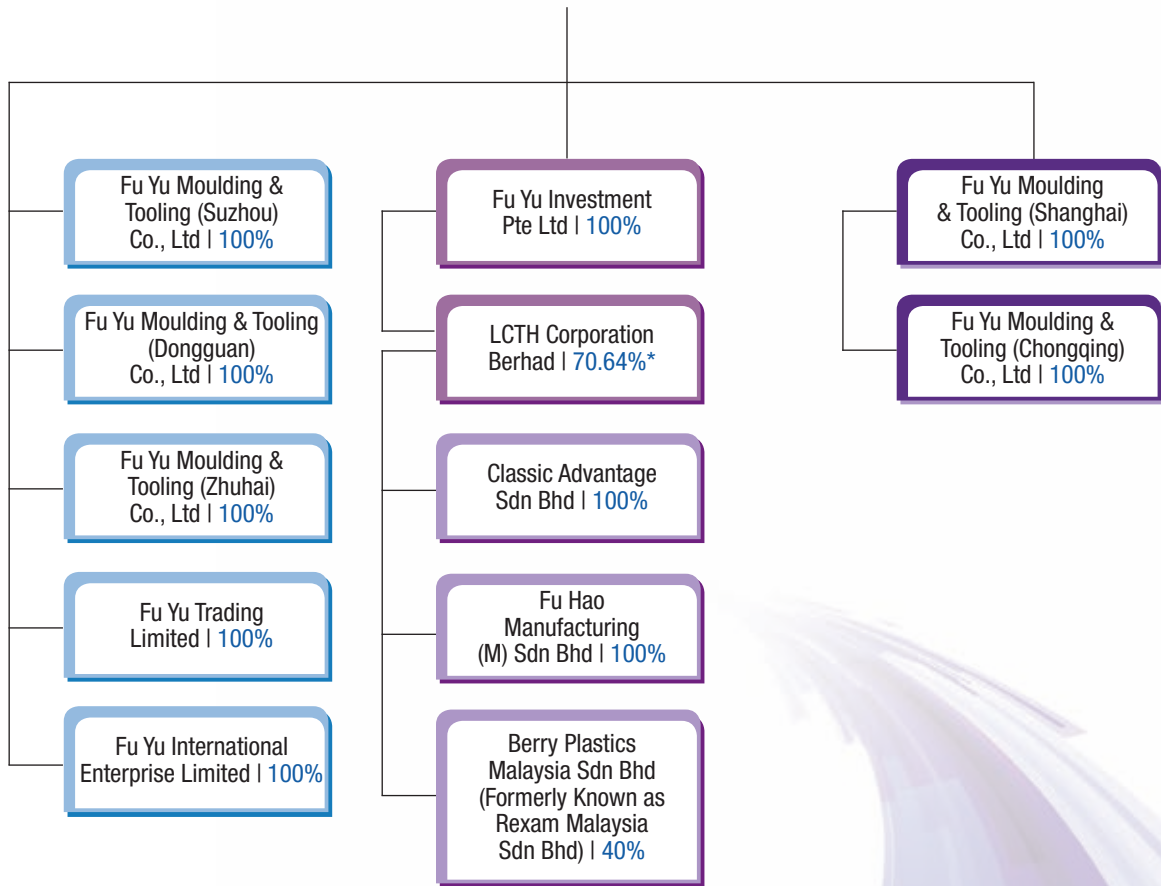 Fu Yu Moulding &
Tooling (Suzhou)
Co., Ltd | 100%
Fu Yu Moulding & Tooling
(Dongguan)
Co., Ltd | 100%
Fu Yu Moulding &
Tooling (Zhuhai)
Co., Ltd | 100%
Fu Yu Trading
Limited | 100%
Fu Yu International
Enterprise Limited | 100%
Fu Yu Investment
Pte Ltd | 100%
LCTH Corporation
Berhad | 70.64%*
Classic Advantage
Sdn Bhd | 100%
Fu Hao
Manufacturing
(M) Sdn Bhd | 100%
Berry Plastics
Malaysia Sdn Bhd
(Formerly Known as
Rexam Malaysia
Sdn Bhd) | 40%
Fu Yu Moulding
& Tooling (Shanghai)
Co., Ltd | 100%
Fu Yu Moulding &
Tooling (Chongqing)
Co., Ltd | 100%